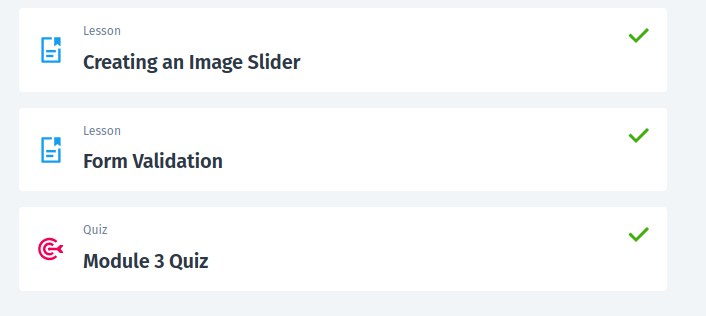 Lesson
Creating an Image Slider
Lesson
Form Validation
Quiz
Module 3 Quiz